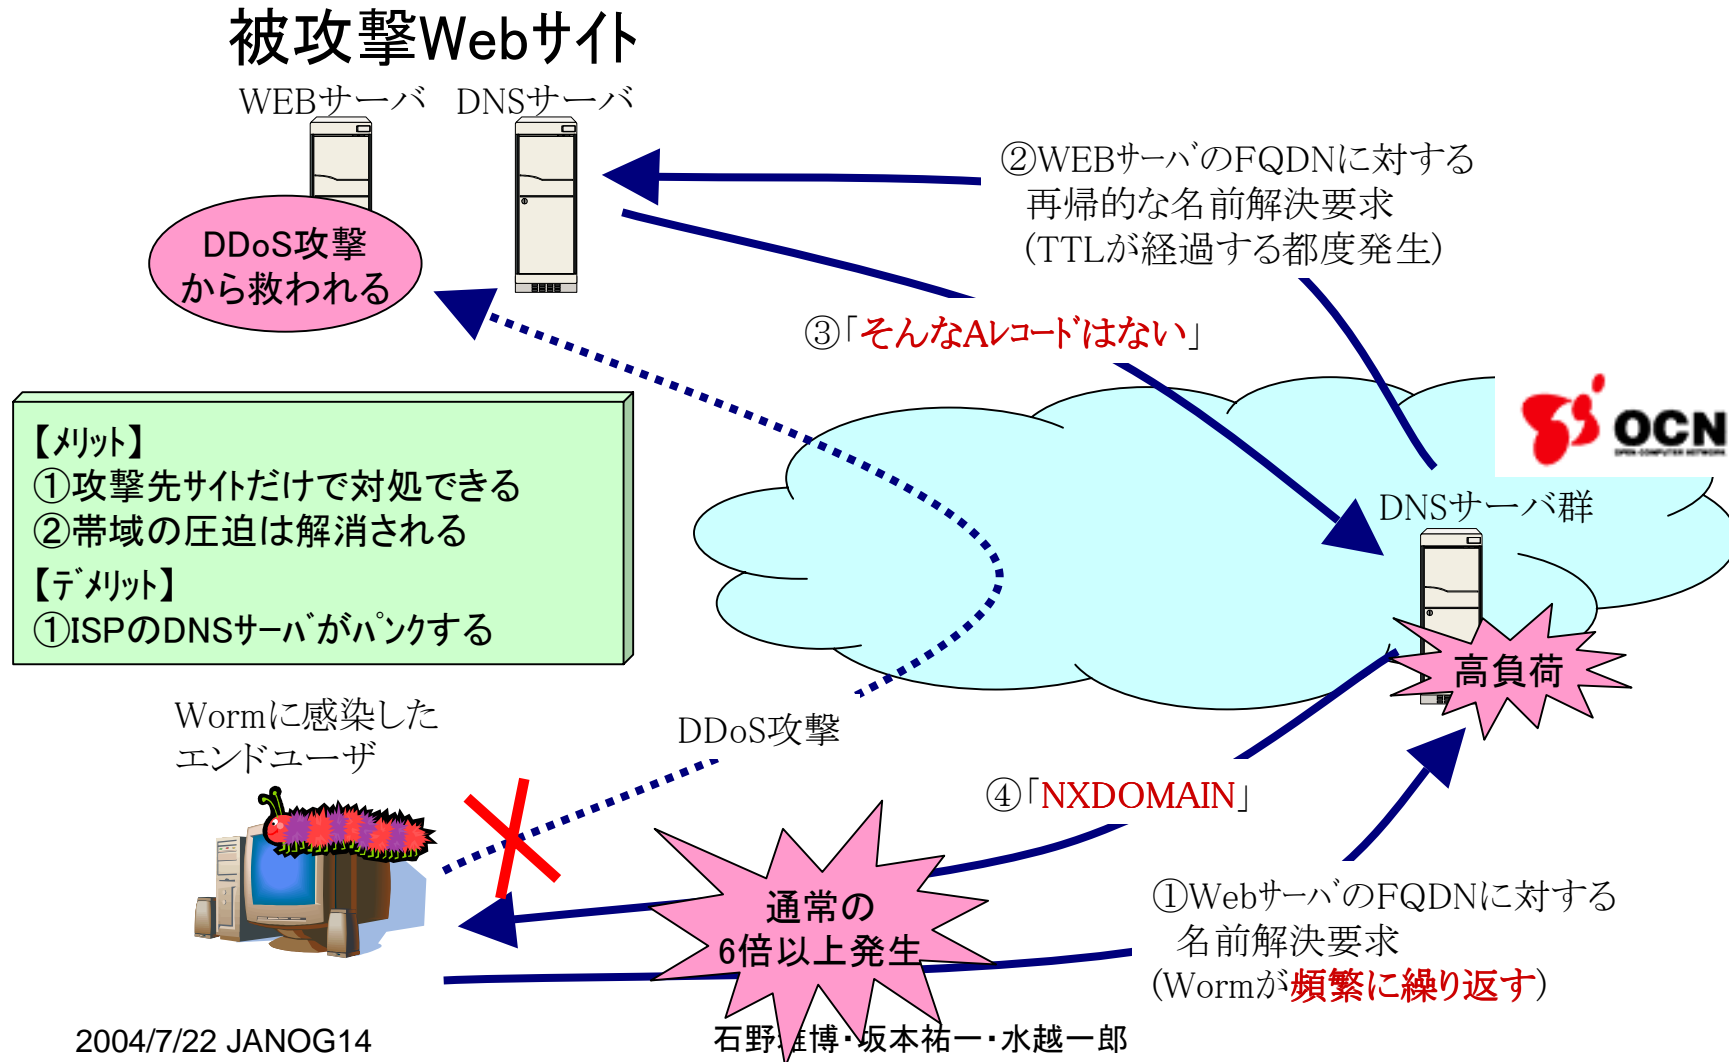 被攻撃Webサイト
WEBサーバ DNSサーバ
DDoS攻撃
から救われる
②WEBｻｰﾊﾞのFQDNに対する
再帰的な名前解決要求
(TTLが経過する都度発生)
③「そんなAﾚｺｰﾄﾞはない」
【ﾒﾘｯﾄ】
①攻撃先ｻｲﾄだけで対処できる
②帯域の圧迫は解消される
【ﾃﾞﾒﾘｯﾄ】
①ISPのDNSｻｰﾊﾞがﾊﾟﾝｸする
OCN
OPEN COMPUTER NETWORK
DNSサーバ群
高負荷
Wormに感染した
エンドユーザ
DDoS攻撃
④「NXDOMAIN」
通常の
6倍以上発生
①WebｻｰﾊﾞのFQDNに対する
名前解決要求
(Wormが頻繁に繰り返す)
2004/7/22 JANOG14
石野雅博・坂本祐一・水越一郎